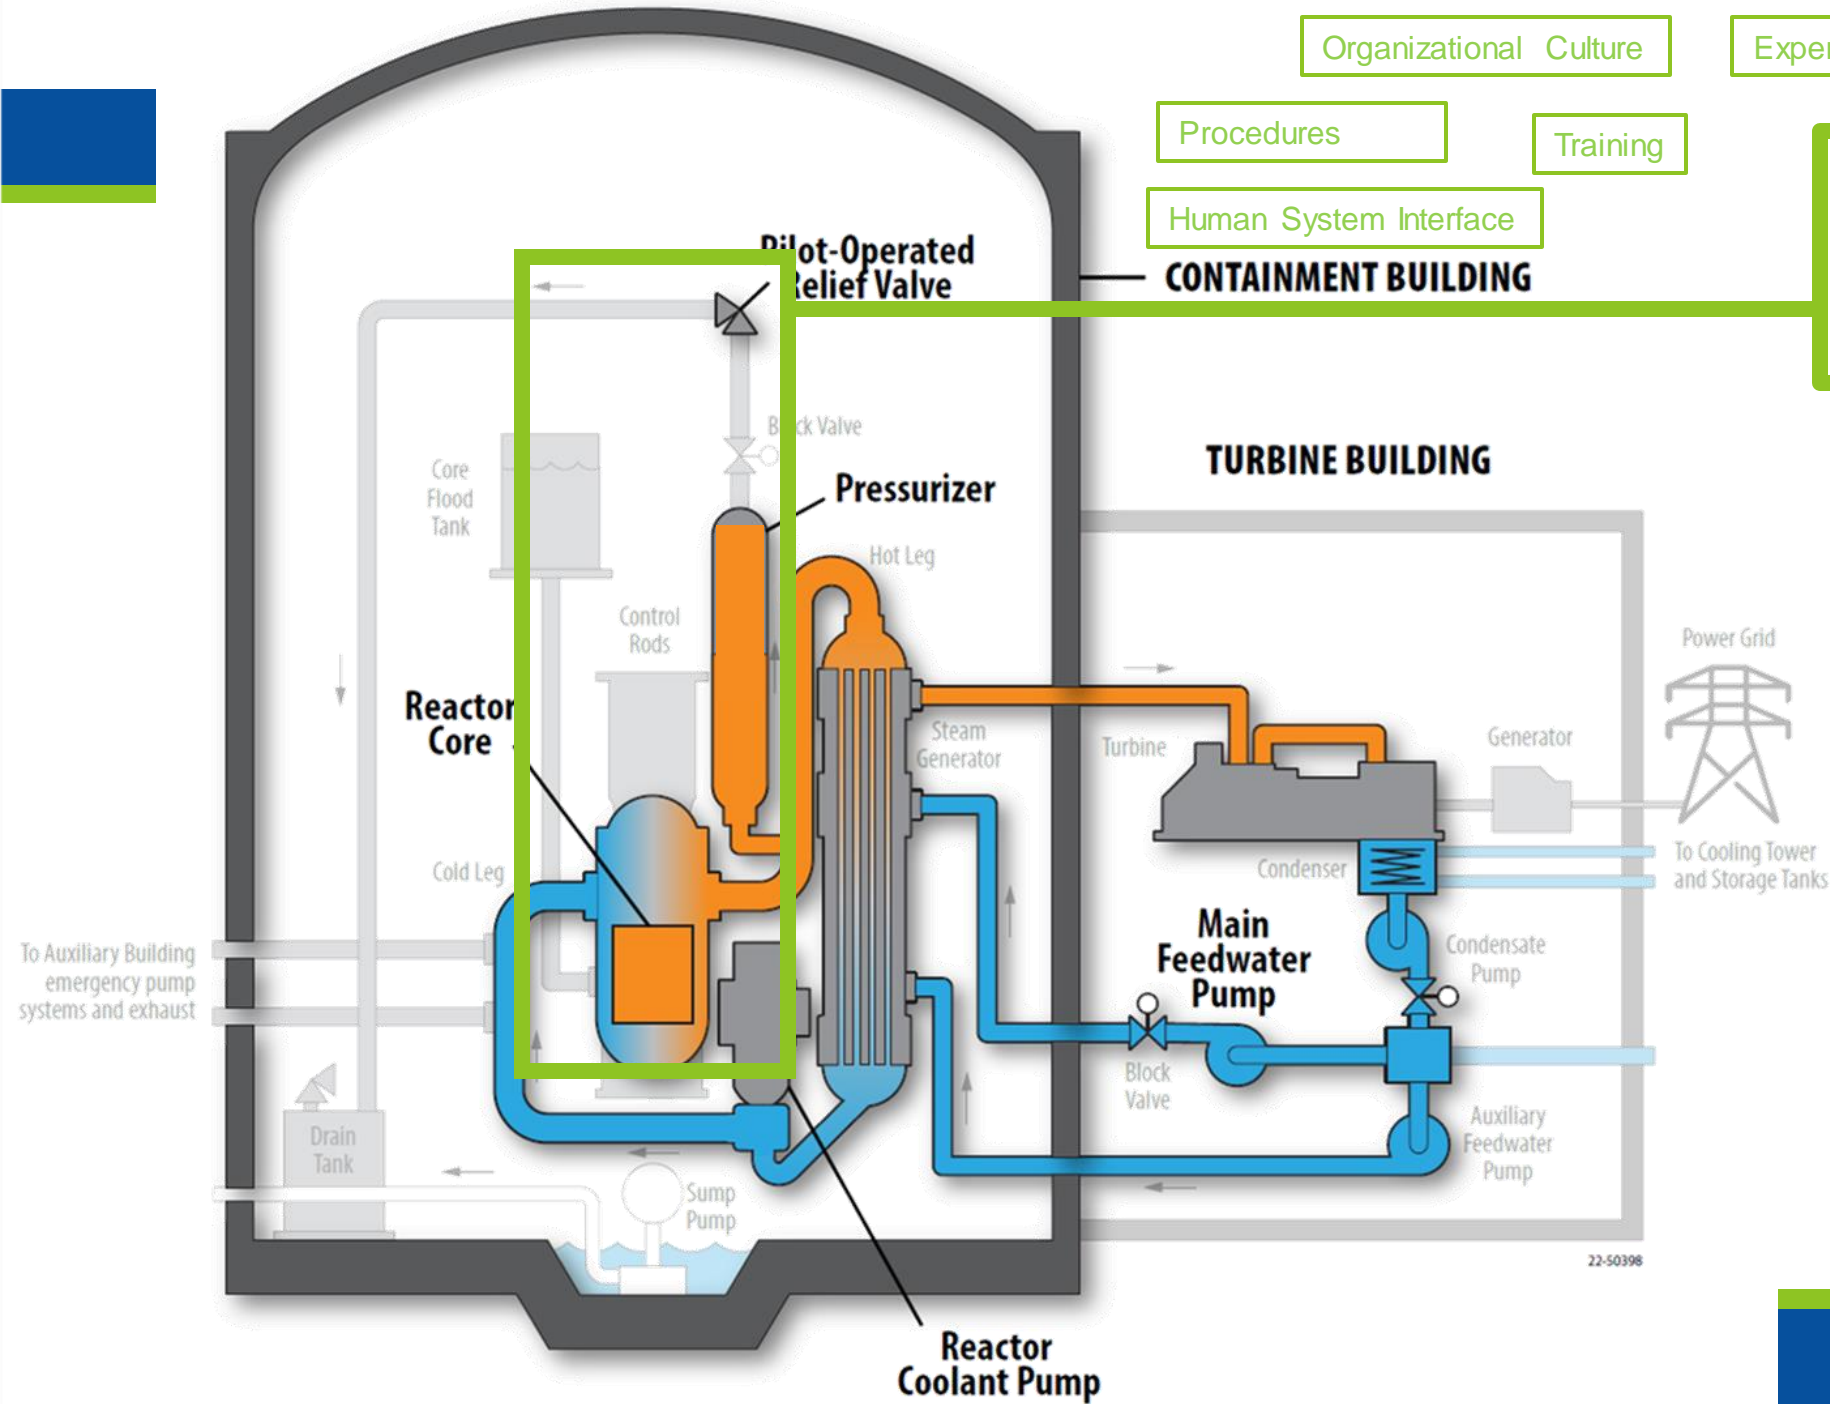 Organizational Culture
Procedures
Training
Human System Interface
CONTAINMENT BUILDING
TURBINE BUILDING
Valve
Pressurizer
Core
Flood
Tank
Hot Leg
Control
Rods
Reactor
Core
Steam
Generator
Cold Leg
To Auxiliary Building
emergency pump
systems and exhaust
Drain
Tank
Sump
Pump
Reactor
Coolant Pump
Turbine
Generator
Power Grid
Condenser
To Cooling Tower
and Storage Tanks
Main
Feedwater
Pump
Condensate
Pump
Block
Valve
Auxiliary
Feedwater
Pump
22-50398